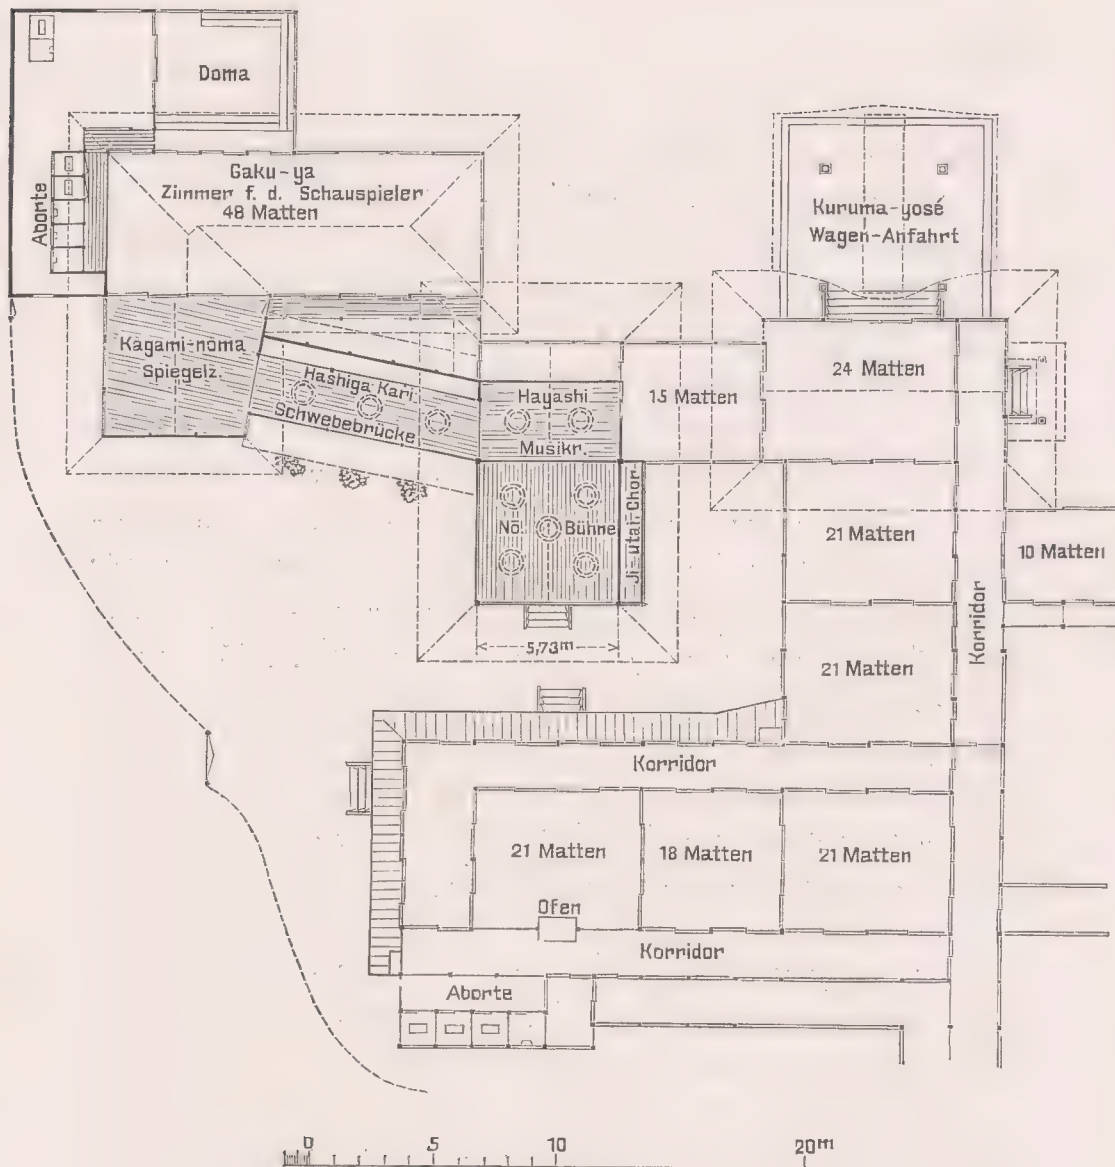 Doma
Gaku-ya
Zimmer f. d. Schauspieler
48 Matten
Aborte
Kuruma-yosé
Wagen-Anfahrt
Kagami-noma
Spiegelz.
Hashiga Kari
Schwebebrücke
Hayashi
Musikr.
15 Matten
24 Matten
Nō.
Bühne
Ji-utai-Chor
21 Matten
10 Matten
5,73m
21 Matten
Korridor
Korridor
21 Matten
18 Matten
21 Matten
Ofen
Korridor
Aborte
0 5 10 20m